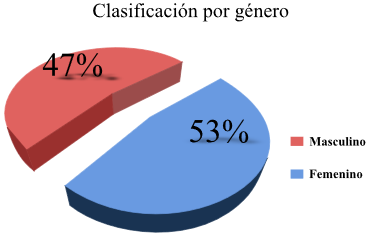 Clasificación por género
47%
53%
Masculino
Femenino